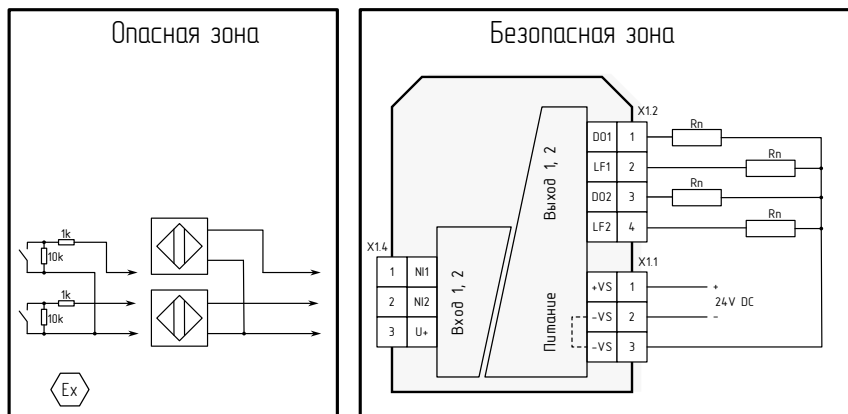 Опасная зона
Безопасная зона
X1.2
DO1 1 Rn
LF1 2 Rn
DO2 3 Rn
LF2 4 Rn
Выход 1, 2
1k
10k
1k
10k
X1.4
1 NI1
2 NI2
3 U+
Вход 1, 2
X1.1
+VS 1 +
24V DC
-VS 2 -
-VS 3
Питание
Ex